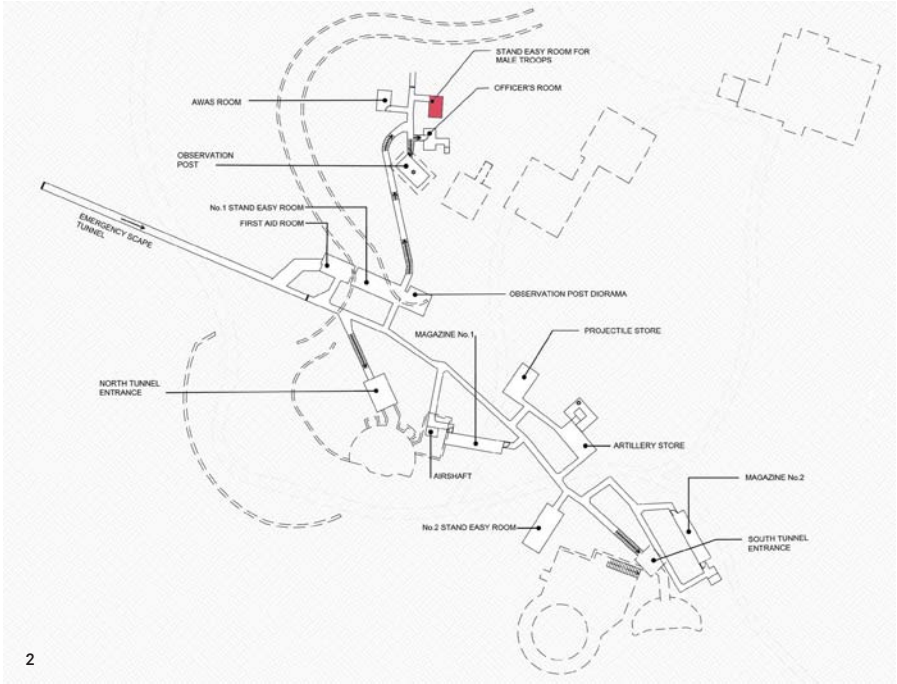 STAND EASY ROOM FOR
MALE TROOPS
OFFICER'S ROOM
AWAS ROOM
OBSERVATION
POST
No.1 STAND EASY ROOM
FIRST AID ROOM
EMERGENCY SCAPE
TUNNEL
OBSERVATION POST DIORAMA
MAGAZINE No.1
PROJECTILE STORE
NORTH TUNNEL
ENTRANCE
ARTILLERY STORE
AIRSHAFT
MAGAZINE No.2
No.2 STAND EASY ROOM
SOUTH TUNNEL
ENTRANCE
2